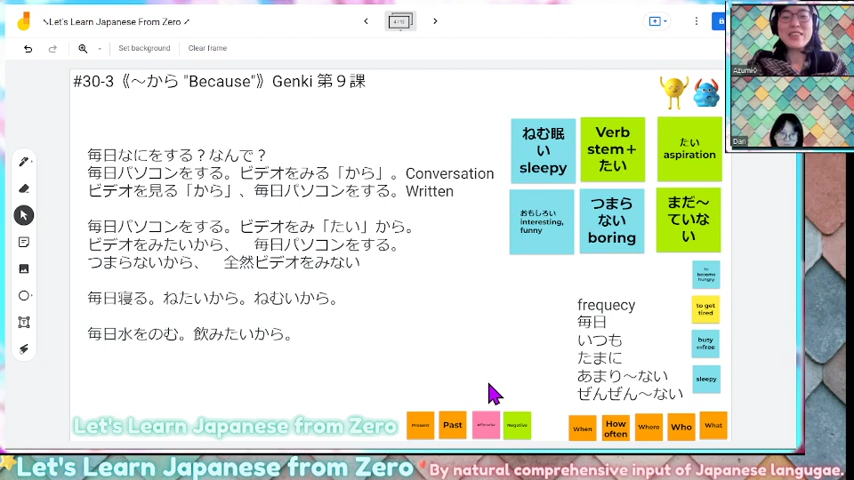 \Let's Learn Japanese From Zero /
Set background
Clear frame
#30-3《～から "Because"》Genki 第９課
毎日なにをする？なんで？
毎日パソコンをする。ビデオをみる「から」。Conversation
ビデオを見る「から」、毎日パソコンをする。Written
毎日パソコンをする。ビデオをみ「たい」から。
ビデオをみたいから、　毎日パソコンをする。
つまらないから、　全然ビデオをみない
毎日寝る。ねたいから。ねむいから。
毎日水をのむ。飲みたいから。
ねむ眠
い
sleepy
Verb
stem＋
たい
たい
aspiration
おもしろい
interesting,
funny
つまら
ない
boring
まだ～
ていな
い
to
become
hungry
to get
tired
busy
⇔free
sleepy
frequecy
毎日
いつも
たまに
あまり～ない
ぜんぜん～ない
Present
Past
Negative
When
How
often
Where
Who
What
Let's Learn Japanese from Zero
Azumi
Dan
Let's Learn Japanese from Zero
By natural comprehensive input of Japanese langugae.